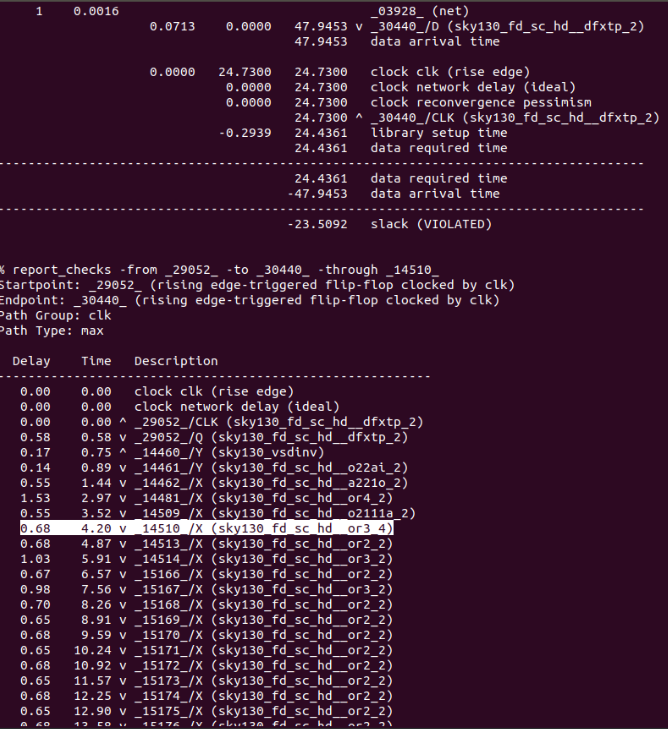 1 0.0016 _03928_ (net)
0.0713 0.0000 47.9453 v _30440_/D (sky130_fd_sc_hd__dfxtp_2)
47.9453 data arrival time
0.0000 24.7300 24.7300 clock clk (rise edge)
0.0000 24.7300 clock network delay (ideal)
0.0000 24.7300 clock reconvergence pessimism
24.7300 ^ _30440_/CLK (sky130_fd_sc_hd__dfxtp_2)
-0.2939 24.4361 library setup time
24.4361 data required time
---------------------------------------------------------------------------------------
24.4361 data required time
-47.9453 data arrival time
---------------------------------------------------------------------------------------
-23.5092 slack (VIOLATED)
% report_checks -from _29052_ -to _30440_ -through _14510_
Startpoint: _29052_ (rising edge-triggered flip-flop clocked by clk)
Endpoint: _30440_ (rising edge-triggered flip-flop clocked by clk)
Path Group: clk
Path Type: max
Delay Time Description
---------------------------------------------------------
0.00 0.00 clock clk (rise edge)
0.00 0.00 clock network delay (ideal)
0.00 0.00 ^ _29052_/CLK (sky130_fd_sc_hd__dfxtp_2)
0.58 0.58 v _29052_/Q (sky130_fd_sc_hd__dfxtp_2)
0.17 0.75 ^ _14460_/Y (sky130_vsdinv)
0.14 0.89 v _14461_/Y (sky130_fd_sc_hd__o22ai_2)
0.55 1.44 v _14462_/X (sky130_fd_sc_hd__a221o_2)
1.53 2.97 v _14481_/X (sky130_fd_sc_hd__or4_2)
0.55 3.52 v _14509_/X (sky130_fd_sc_hd__o2111a_2)
0.68 4.20 v _14510_/X (sky130_fd_sc_hd__or3_4)
0.68 4.87 v _14513_/X (sky130_fd_sc_hd__or2_2)
1.03 5.91 v _14514_/X (sky130_fd_sc_hd__or3_2)
0.67 6.57 v _15166_/X (sky130_fd_sc_hd__or2_2)
0.98 7.56 v _15167_/X (sky130_fd_sc_hd__or3_2)
0.70 8.26 v _15168_/X (sky130_fd_sc_hd__or2_2)
0.65 8.91 v _15169_/X (sky130_fd_sc_hd__or2_2)
0.68 9.59 v _15170_/X (sky130_fd_sc_hd__or2_2)
0.65 10.24 v _15171_/X (sky130_fd_sc_hd__or2_2)
0.68 10.92 v _15172_/X (sky130_fd_sc_hd__or2_2)
0.65 11.57 v _15173_/X (sky130_fd_sc_hd__or2_2)
0.68 12.25 v _15174_/X (sky130_fd_sc_hd__or2_2)
0.65 12.90 v _15175_/X (sky130_fd_sc_hd__or2_2)
0.68 13.58 v _15176_/X (sky130_fd_sc_hd__or2_2)